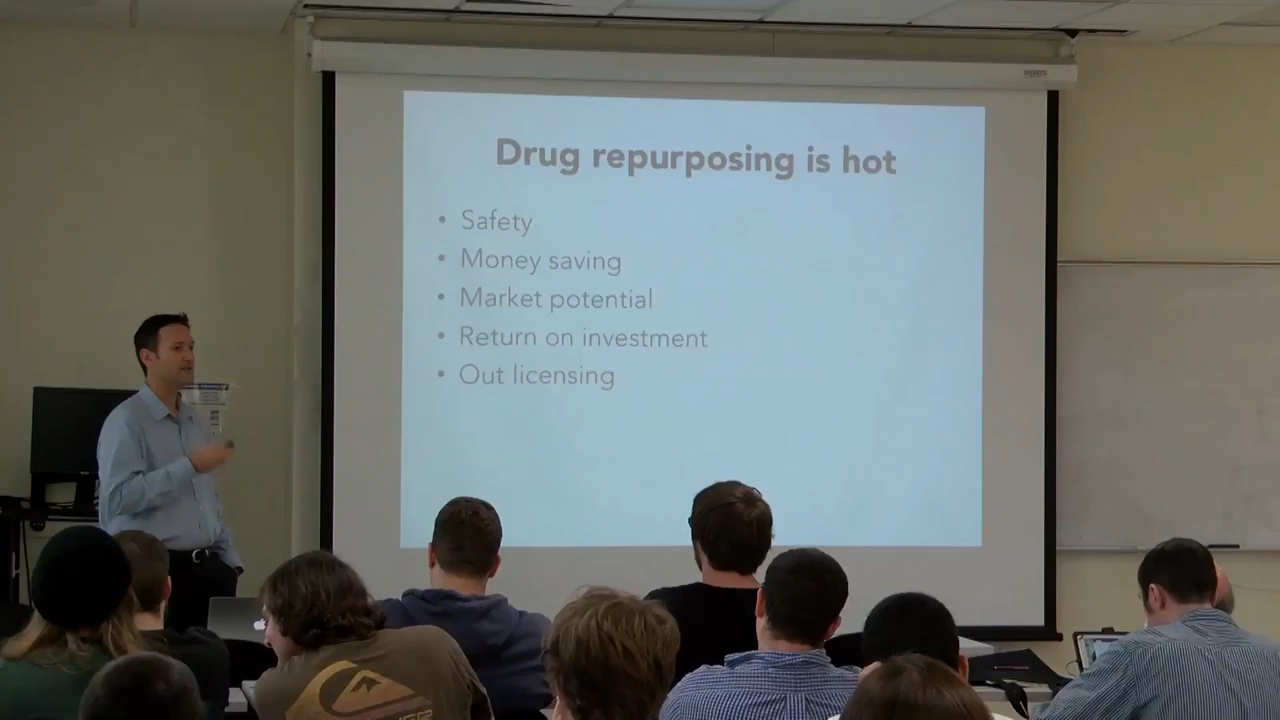 Drug repurposing is hot
• Safety
• Money saving
• Market potential
• Return on investment
• Out licensing